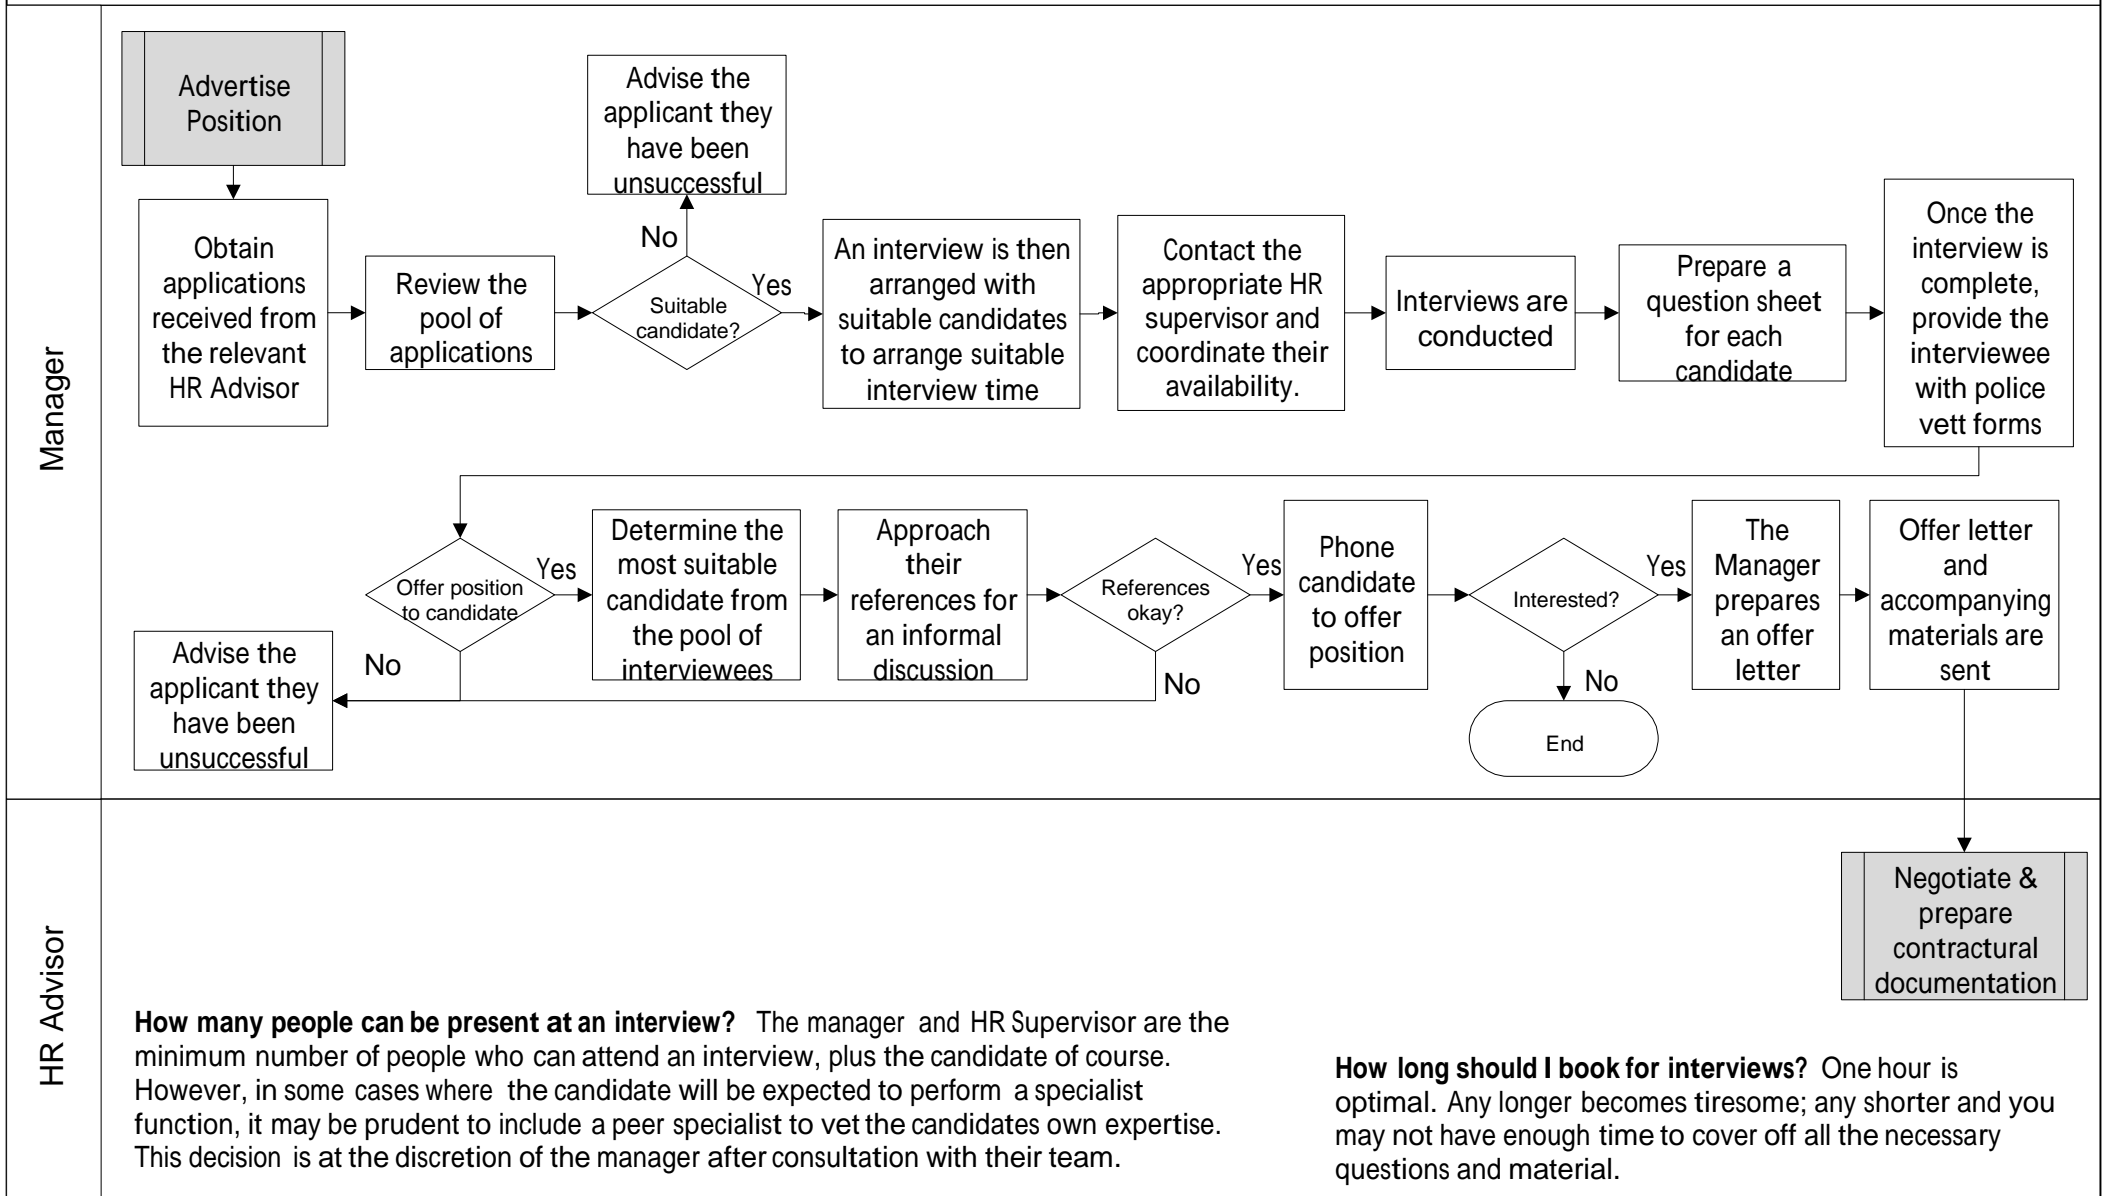 Manager
Advertise
Position
Obtain
applications
received from
the relevant
HR Advisor
Review the
pool of
applications
Suitable
candidate?
No
Advise the
applicant they
have been
unsuccessful
Yes
An interview is then
arranged with
suitable candidates
to arrange suitable
interview time
Contact the
appropriate HR
supervisor and
coordinate their
availability.
Interviews are
conducted
Prepare a
question sheet
for each
candidate
Once the
interview is
complete,
provide the
interviewee
with police
vett forms
Offer position
to candidate
No
Advise the
applicant they
have been
unsuccessful
Yes
Determine the
most suitable
candidate from
the pool of
interviewees
Approach
their
references for
an informal
discussion
References
okay?
No
Yes
Phone
candidate
to offer
position
Interested?
No
End
Yes
The
Manager
prepares
an offer
letter
Offer letter
and
accompanying
materials are
sent
HR Advisor
Negotiate &
prepare
contractural
documentation
How many people can be present at an interview? The manager and HR Supervisor are the
minimum number of people who can attend an interview, plus the candidate of course.
However, in some cases where the candidate will be expected to perform a specialist
function, it may be prudent to include a peer specialist to vet the candidates own expertise.
This decision is at the discretion of the manager after consultation with their team.
How long should I book for interviews? One hour is
optimal. Any longer becomes tiresome; any shorter and you
may not have enough time to cover off all the necessary
questions and material.